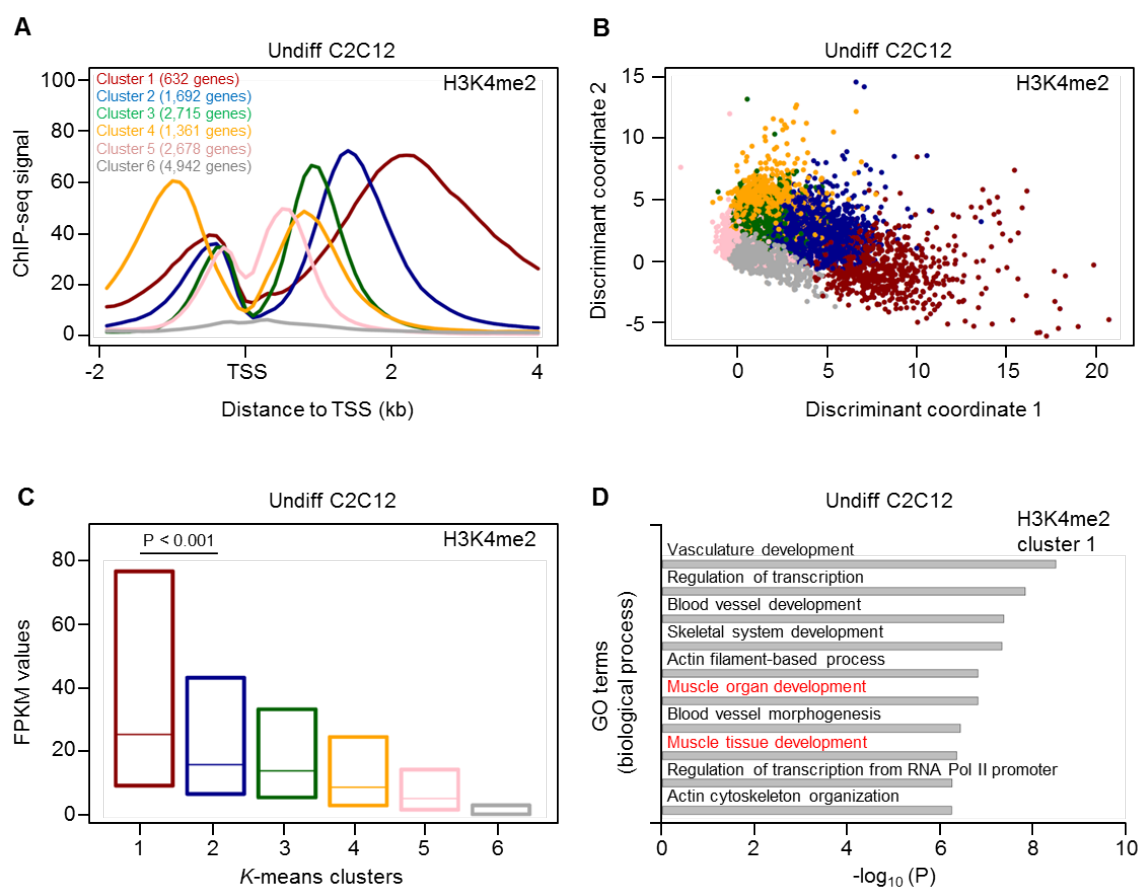 A
Undiff C2C12
H3K4me2
Cluster 1 (632 genes)
Cluster 2 (1,692 genes)
Cluster 3 (2,715 genes)
Cluster 4 (1,361 genes)
Cluster 5 (2,678 genes)
Cluster 6 (4,942 genes)
ChIP-seq signal
100
80
60
40
20
0
-2
TSS
2
4
Distance to TSS (kb)
B
Undiff C2C12
H3K4me2
Discriminant coordinate 2
15
10
5
0
-5
0
5
10
15
20
Discriminant coordinate 1
C
Undiff C2C12
H3K4me2
P < 0.001
FPKM values
80
60
40
20
0
1
2
3
4
5
6
K-means clusters
D
Undiff C2C12
H3K4me2
cluster 1
GO terms
(biological process)
Vasculature development
Regulation of transcription
Blood vessel development
Skeletal system development
Actin filament-based process
Muscle organ development
Blood vessel morphogenesis
Muscle tissue development
Regulation of transcription from RNA Pol II promoter
Actin cytoskeleton organization
0
2
4
6
8
10
-log10 (P)